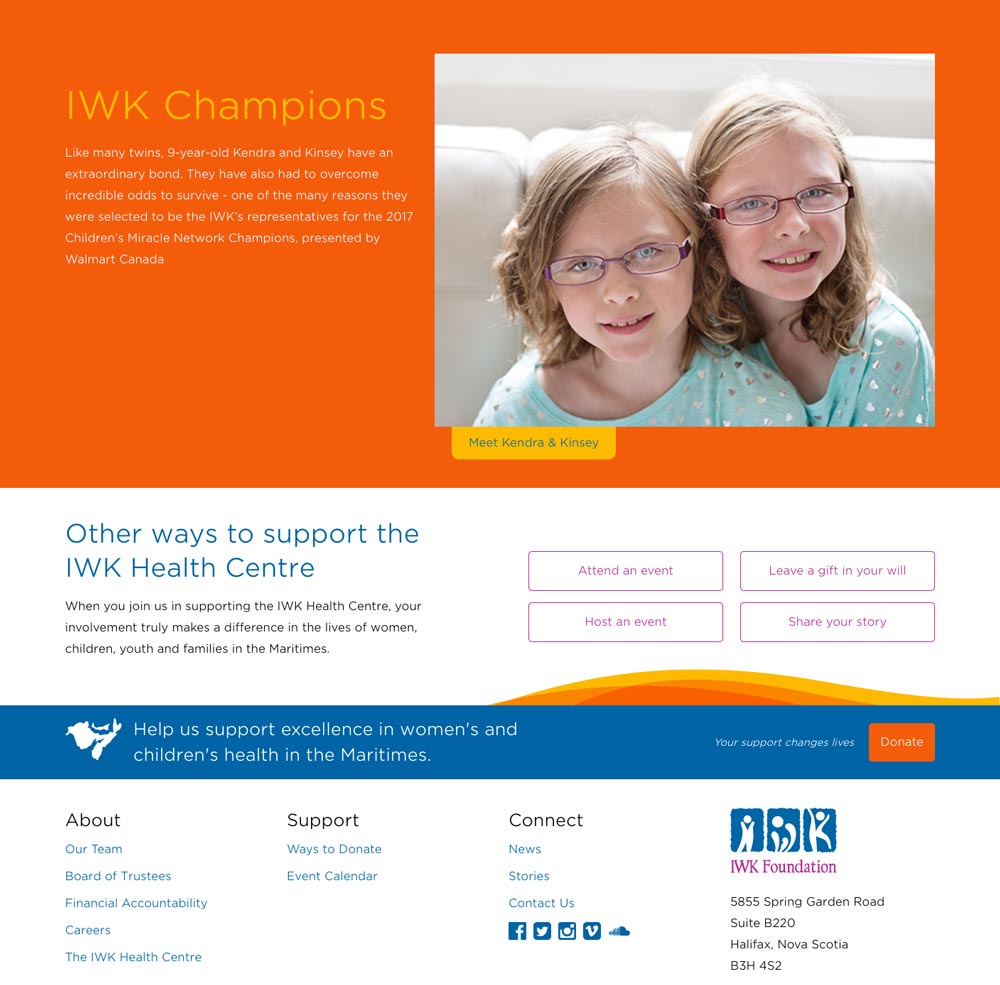 IWK Champions
Like many twins, 9-year-old Kendra and Kinsey have an
extraordinary bond. They have also had to overcome
incredible odds to survive - one of the many reasons they
were selected to be the IWK's representatives for the 2017
Children's Miracle Network Champions, presented by
Walmart Canada
Meet Kendra & Kinsey
Other ways to support the
IWK Health Centre
When you join us in supporting the IWK Health Centre, your
involvement truly makes a difference in the lives of women,
children, youth and families in the Maritimes.
Attend an event
Leave a gift in your will
Host an event
Share your story
Help us support excellence in women's and
children's health in the Maritimes.
Your support changes lives
Donate
About
Our Team
Board of Trustees
Financial Accountability
Careers
The IWK Health Centre
Support
Ways to Donate
Event Calendar
Connect
News
Stories
Contact Us
IWK
IWK Foundation
5855 Spring Garden Road
Suite B220
Halifax, Nova Scotia
B3H 4S2